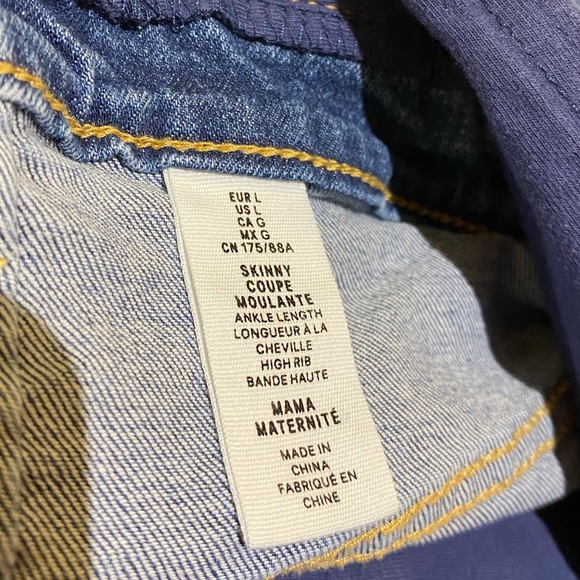 EUR L
US L
CA G
MX G
CN 175/88A
SKINNY
COUPE
MOULANTE
ANKLE LENGTH
LONGUEUR À LA
CHEVILLE
HIGH RIB
BANDE HAUTE
MAMA
MATERNITÉ
MADE IN
CHINA
FABRIQUÉ EN
CHINE